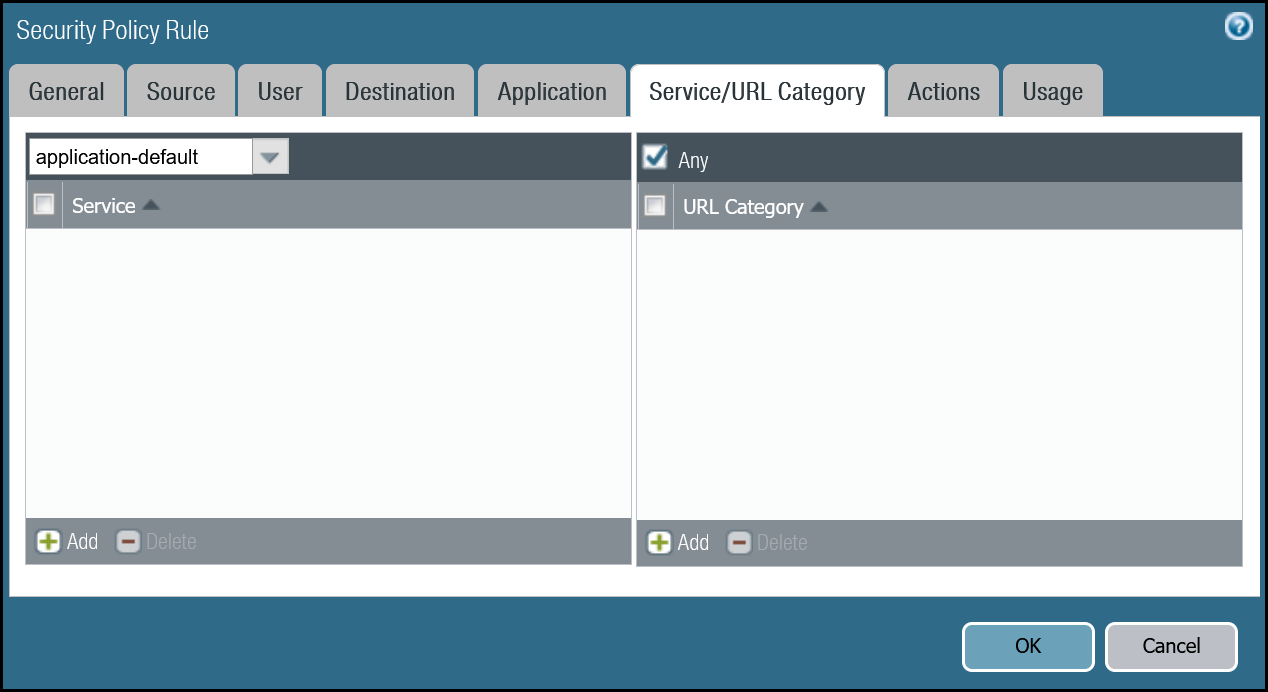 Security Policy Rule
General Source User Destination Application Service/URL Category Actions Usage
application-default
Any
Service
URL Category
Add Delete
Add Delete
OK Cancel